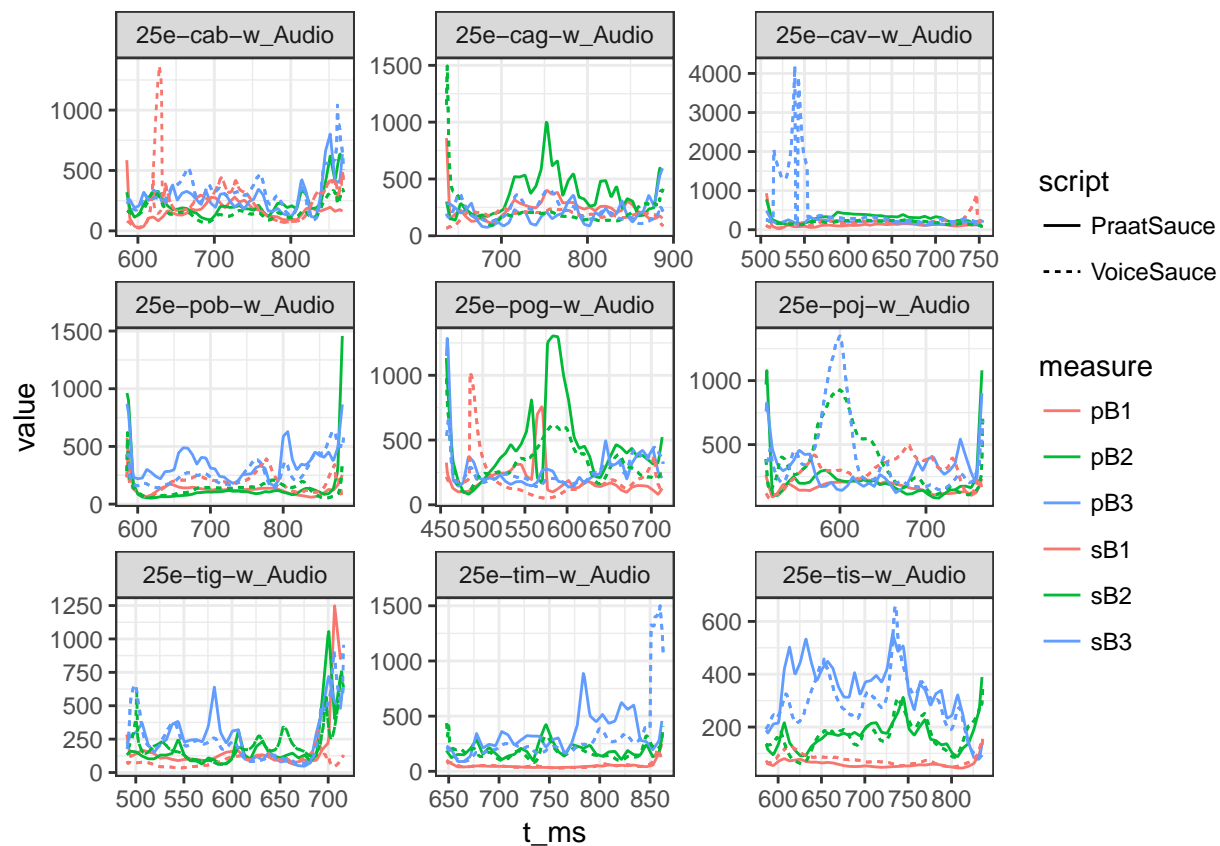 25e-cab-w_Audio 25e-cag-w_Audio 25e-cav-w_Audio
1000
500
0
600 700 800
1500
1000
500
0
700 800 900
4000
3000
2000
1000
0
500 550 600 650 700 750
25e-pob-w_Audio 25e-pog-w_Audio 25e-poj-w_Audio
1500
1000
500
0
600 700 800
1500
1000
500
0
450 500 550 600 650 700
1000
500
600 700
25e-tig-w_Audio 25e-tim-w_Audio 25e-tis-w_Audio
1250
1000
750
500
250
0
500 550 600 650 700
1500
1000
500
0
650 700 750 800 850
600
400
200
600 650 700 750 800
value
t_ms
script
PraatSauce
VoiceSauce
measure
pB1
pB2
pB3
sB1
sB2
sB3